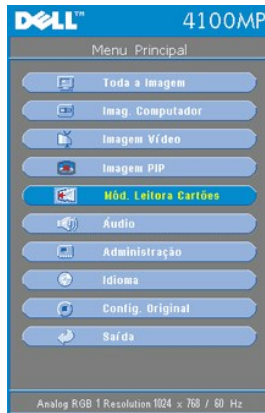 DELL™ 4100MP
Menu Principal
Toda a Imagem
Imag. Computador
Imagem Vídeo
Imagem PIP
Mód. Leitora Cartões
Áudio
Administração
Idioma
Config. Original
Saída
Analog RGB 1 Resolution 1024 x 768 / 60 Hz